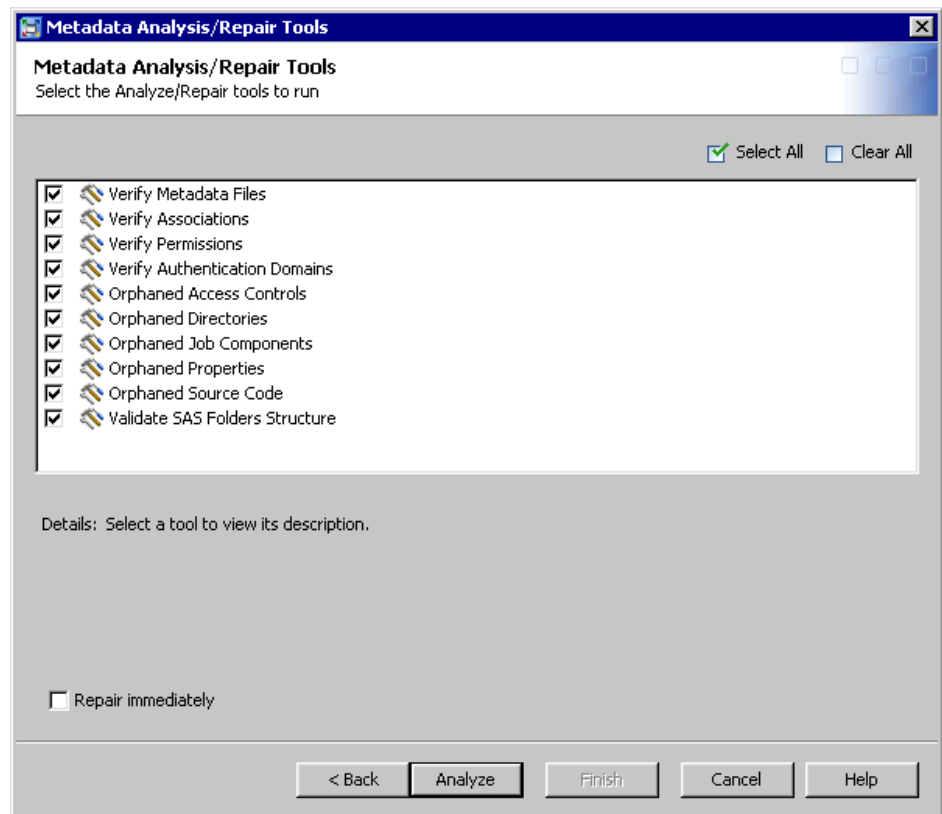 Metadata Analysis/Repair Tools
Metadata Analysis/Repair Tools
Select the Analyze/Repair tools to run
Select All Clear All
Verify Metadata Files
Verify Associations
Verify Permissions
Verify Authentication Domains
Orphaned Access Controls
Orphaned Directories
Orphaned Job Components
Orphaned Properties
Orphaned Source Code
Validate SAS Folders Structure
Details: Select a tool to view its description.
Repair immediately
< Back Analyze Finish Cancel Help